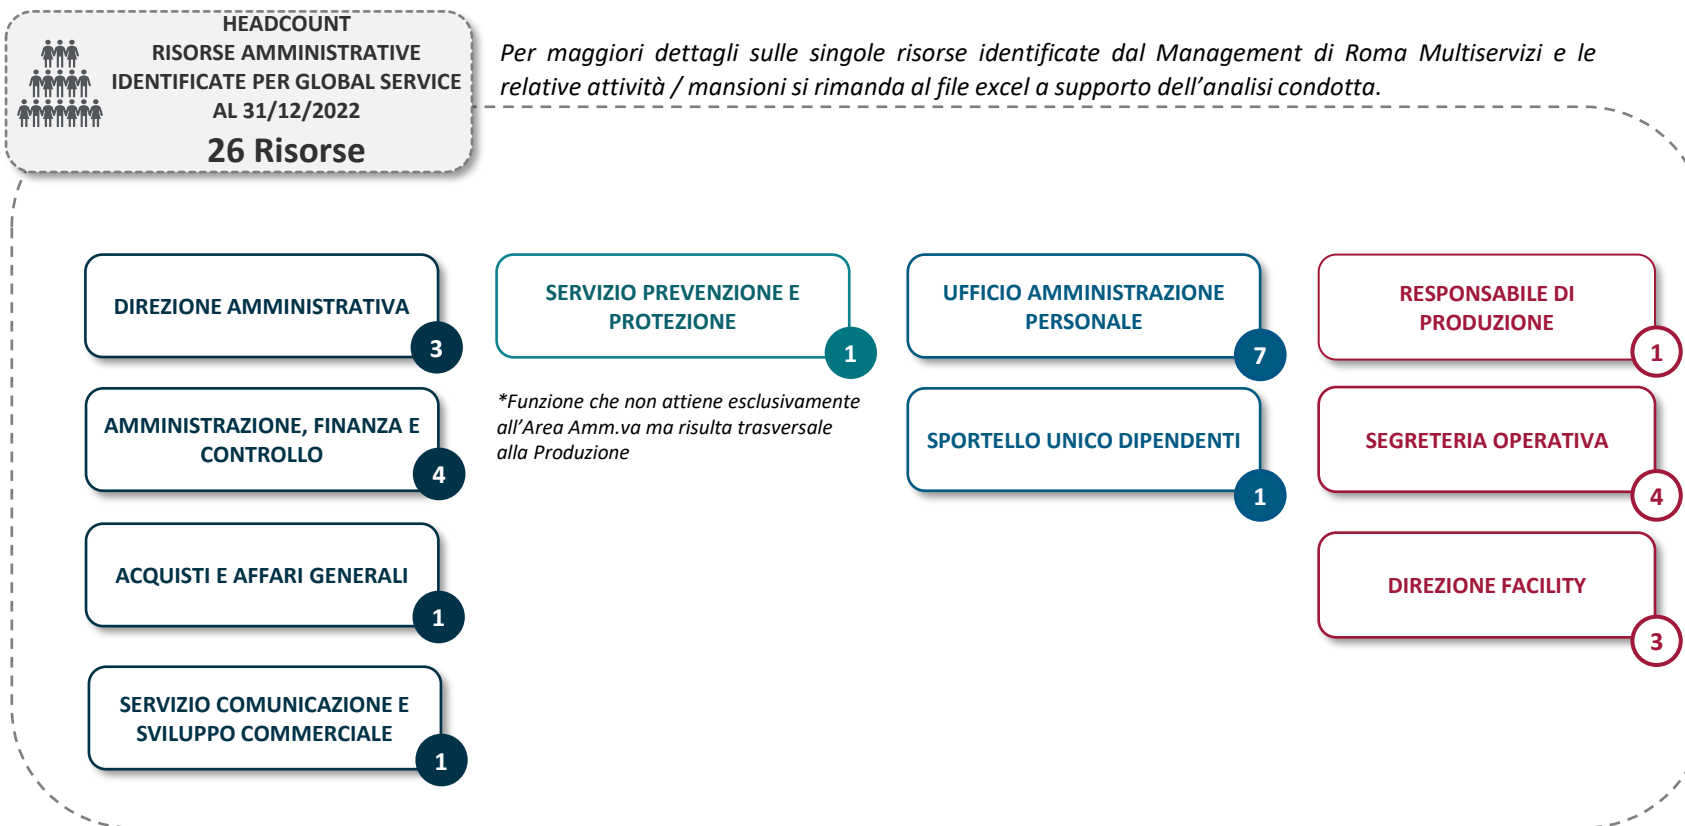 HEADCOUNT
RISORSE AMMINISTRATIVE
IDENTIFICATE PER GLOBAL SERVICE
AL 31/12/2022
26 Risorse
Per maggiori dettagli sulle singole risorse identificate dal Management di Roma Multiservizi e le
relative attività / mansioni si rimanda al file excel a supporto dell'analisi condotta.
DIREZIONE AMMINISTRATIVA
3
AMMINISTRAZIONE, FINANZA E
CONTROLLO
4
ACQUISTI E AFFARI GENERALI
1
SERVIZIO COMUNICAZIONE E
SVILUPPO COMMERCIALE
1
SERVIZIO PREVENZIONE E
PROTEZIONE
1
*Funzione che non attiene esclusivamente
all'Area Amm.va ma risulta trasversale
alla Produzione
UFFICIO AMMINISTRAZIONE
PERSONALE
7
SPORTELLO UNICO DIPENDENTI
1
RESPONSABILE DI
PRODUZIONE
1
SEGRETERIA OPERATIVA
4
DIREZIONE FACILITY
3